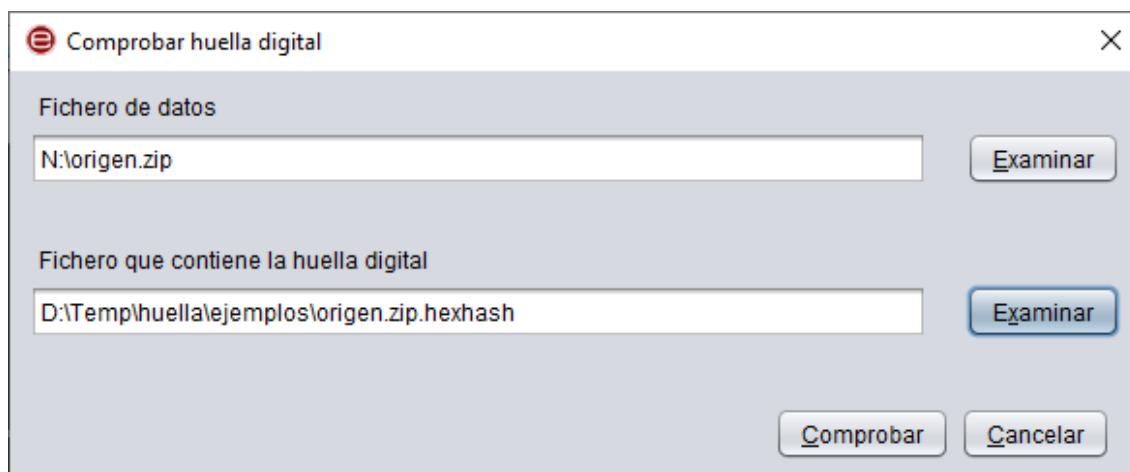 Comprobar huella digital
Fichero de datos
N:\origen.zip
Examinar
Fichero que contiene la huella digital
D:\Temp\huella\ejemplos\origen.zip.hexhash
Examinar
Comprobar
Cancelar